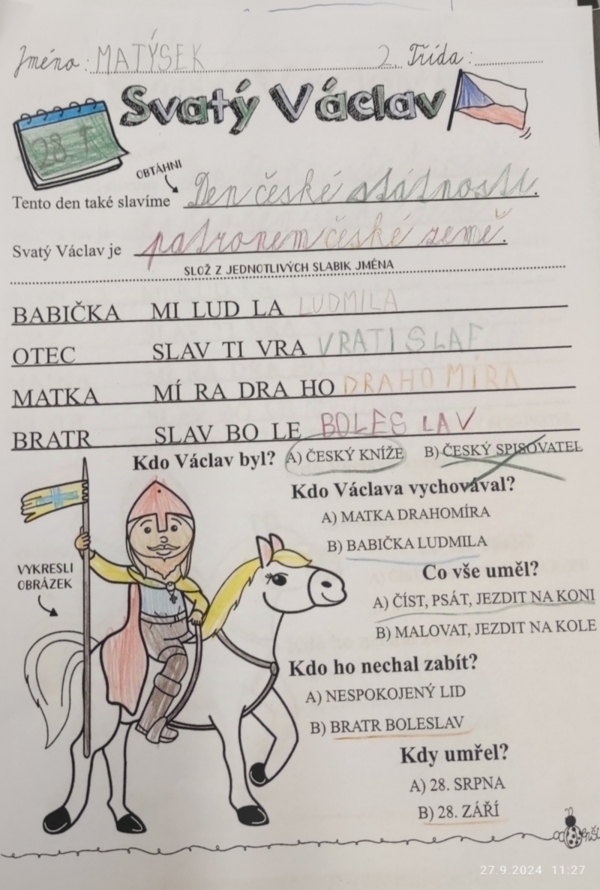 Jméno: MATÝSEK 2. Třída:
Svatý Václav
OBTÁHNI
Tento den také slavíme Den české státnosti.
Svatý Václav je patronem české země.
SLOŽ Z JEDNOTLIVÝCH SLABIK JMÉNA
BABIČKA MI LUD LA LUDMILA
OTEC SLAV TI VRA VRATISLAF
MATKA MÍ RA DRA HO DRAHOMÍRA
BRATR SLAV BO LE BOLESLAV
Kdo Václav byl? A) ČESKÝ KNÍŽE B) ČESKÝ SPISOVATEL
Kdo Václava vychovával?
A) MATKA DRAHOMÍRA
B) BABIČKA LUDMILA
VYKRESLI
OBRÁZEK
Co vše uměl?
A) ČÍST, PSÁT, JEZDIT NA KONI
B) MALOVAT, JEZDIT NA KOLE
Kdo ho nechal zabít?
A) NESPOKOJENÝ LID
B) BRATR BOLESLAV
Kdy umřel?
A) 28. SRPNA
B) 28. ZÁŘÍ
27.9.2024 11:27